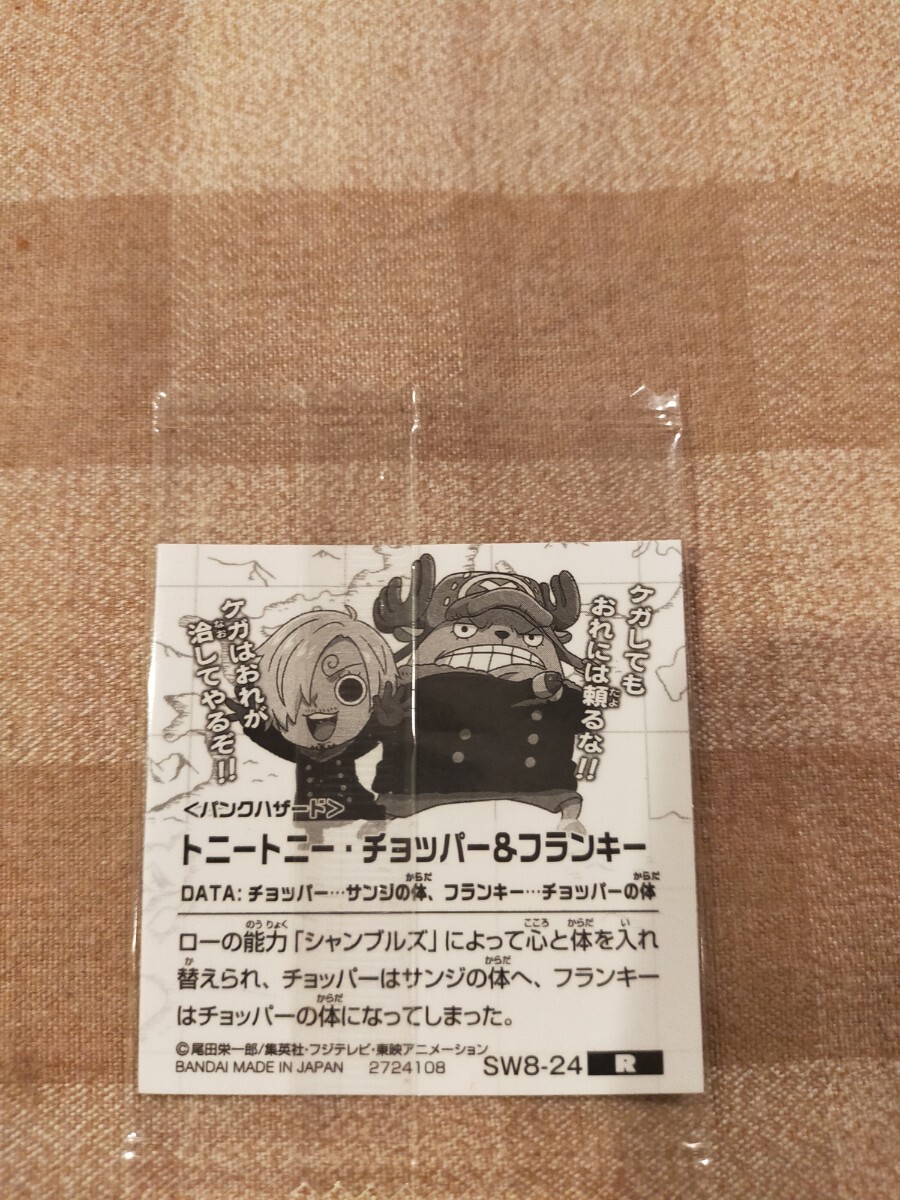 ケガしても
おれには頼るな!!
ケガはおれが
治してやるぞ!!
<パンクハザード>
トニートニー・チョッパー&フランキー
DATA: チョッパー…サンジの体、フランキー…チョッパーの体
ローの能力「シャンブルズ」によって心と体を入れ
替えられ、チョッパーはサンジの体へ、フランキー
はチョッパーの体になってしまった。
©尾田栄一郎/集英社・フジテレビ・東映アニメーション
BANDAI MADE IN JAPAN 2724108 SW8-24 R